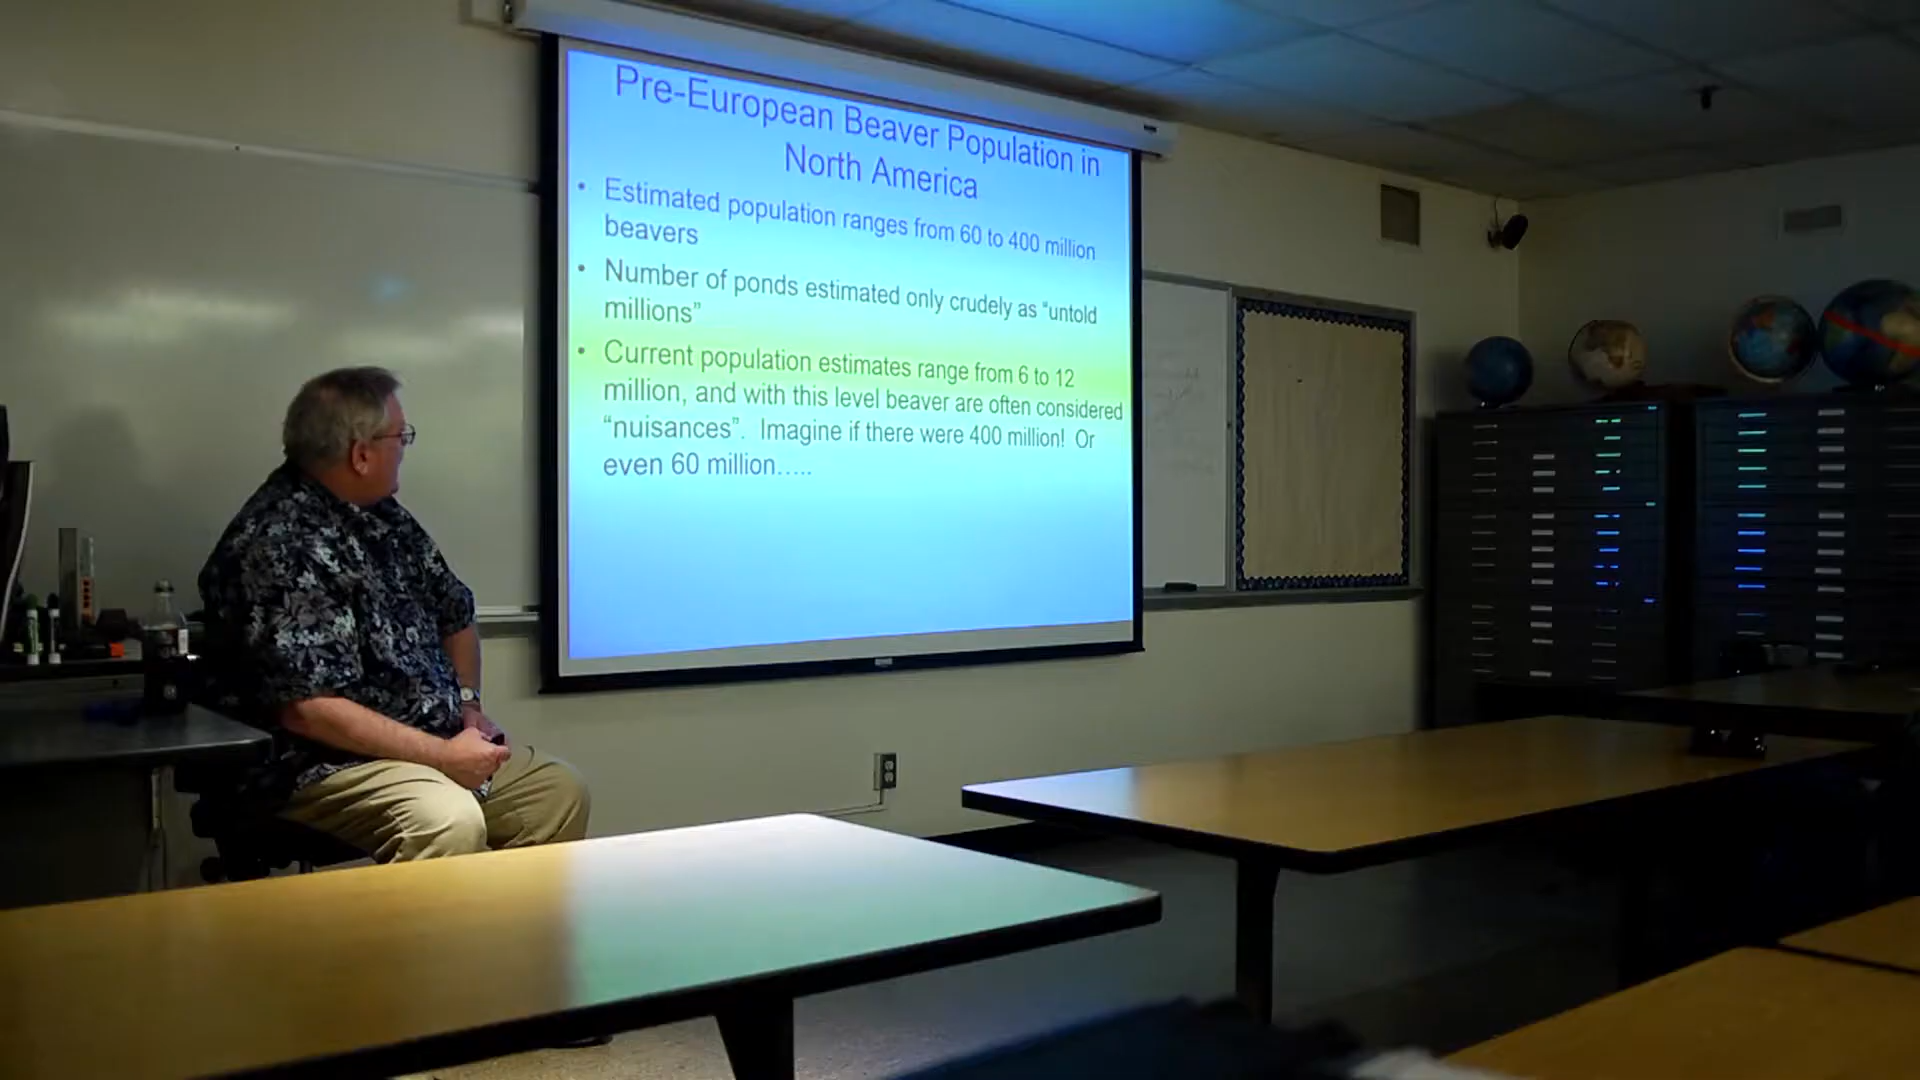 Pre-European Beaver Population in
North America
• Estimated population ranges from 60 to 400 million
beavers
• Number of ponds estimated only crudely as “untold
millions”
• Current population estimates range from 6 to 12
million, and with this level beaver are often considered
“nuisances”.  Imagine if there were 400 million!  Or
even 60 million…..